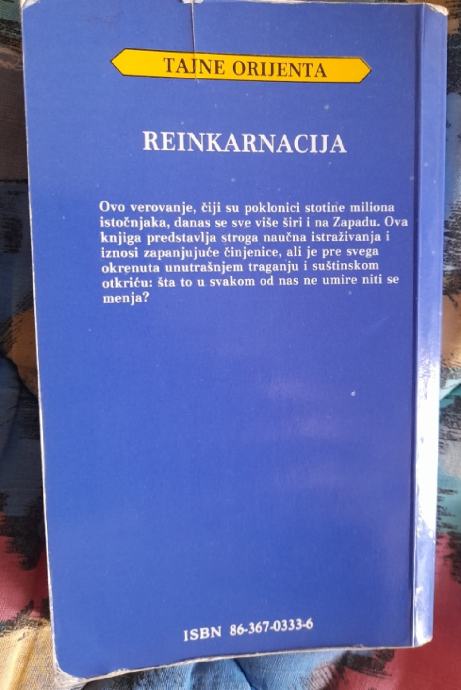 TAJNE ORIJENTA
REINKARNACIJA
Ovo verovanje, čiji su poklonici stotine miliona
istočnjaka, danas se sve više širi i na Zapadu. Ova
knjiga predstavlja stroga naučna istraživanja i
iznosi zapanjujuće činjenice, ali je pre svega
okrenuta unutrašnjem traganju i suštinskom
otkriću: šta to u svakom od nas ne umire niti se
menja?
ISBN 86-367-0333-6